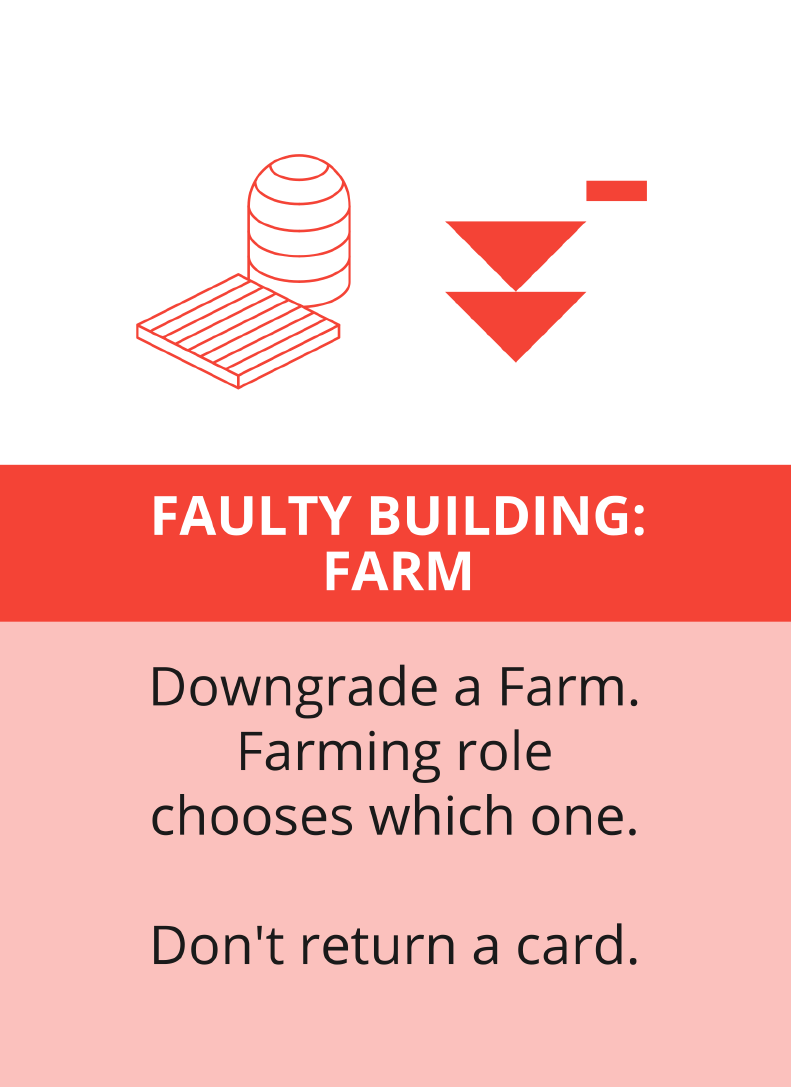 FAULTY BUILDING:
FARM
Downgrade a Farm.
Farming role
chooses which one.
Don't return a card.